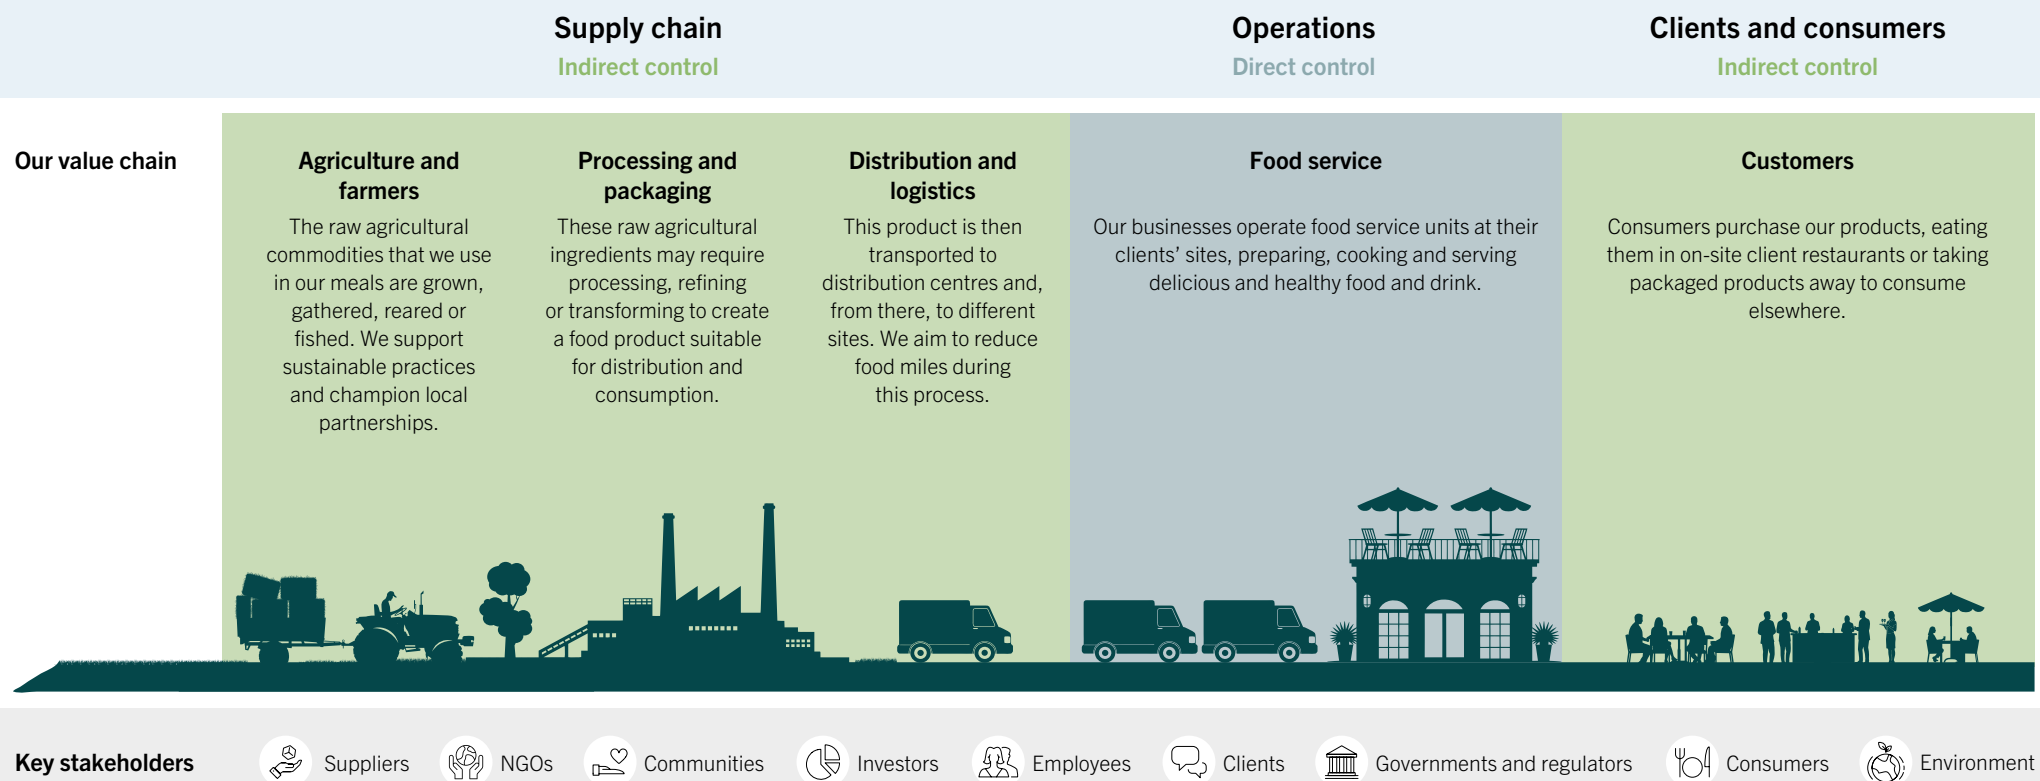 Supply chain
Indirect control
Operations
Direct control
Clients and consumers
Indirect control
Our value chain
Agriculture and
farmers
The raw agricultural
commodities that we use
in our meals are grown,
gathered, reared or
fished. We support
sustainable practices
and champion local
partnerships.
Processing and
packaging
These raw agricultural
ingredients may require
processing, refining
or transforming to create
a food product suitable
for distribution and
consumption.
Distribution and
logistics
This product is then
transported to
distribution centres and,
from there, to different
sites. We aim to reduce
food miles during
this process.
Food service
Our businesses operate food service units at their
clients’ sites, preparing, cooking and serving
delicious and healthy food and drink.
Customers
Consumers purchase our products, eating
them in on-site client restaurants or taking
packaged products away to consume
elsewhere.
Key stakeholders
Suppliers
NGOs
Communities
Investors
Employees
Clients
Governments and regulators
Consumers
Environment